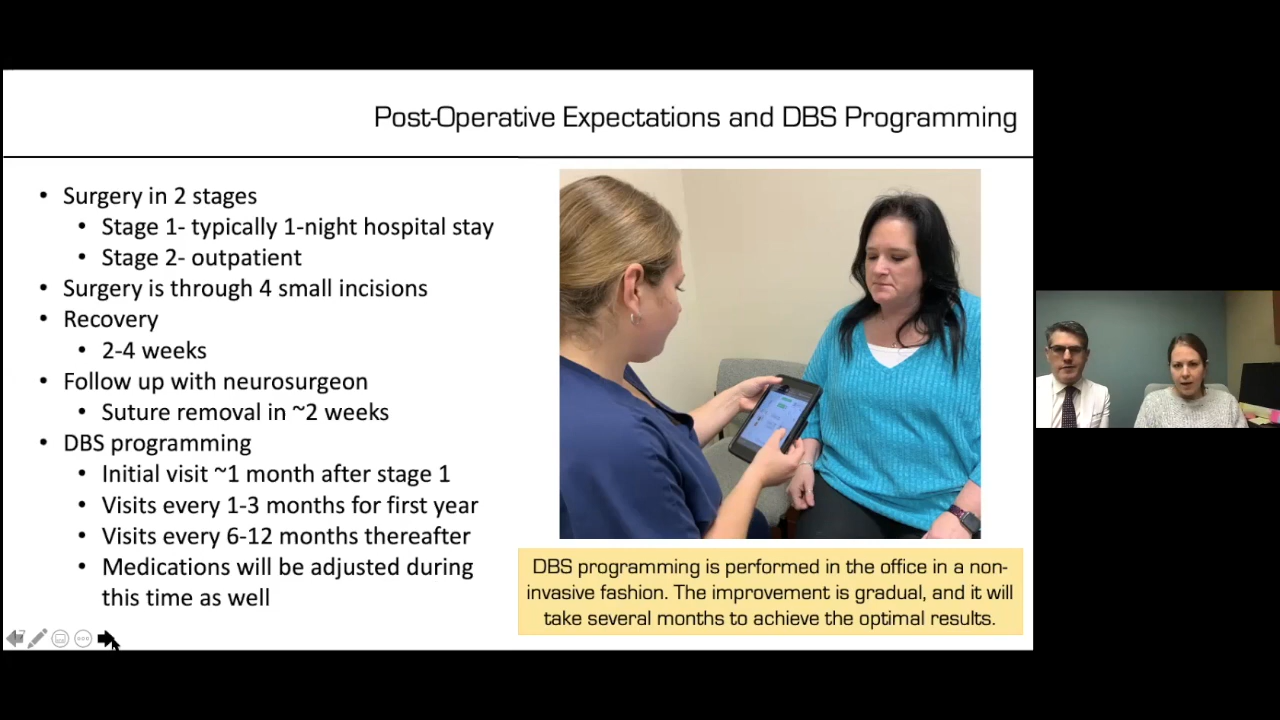 Post-Operative Expectations and DBS Programming
• Surgery in 2 stages
• Stage 1- typically 1-night hospital stay
• Stage 2- outpatient
• Surgery is through 4 small incisions
• Recovery
• 2-4 weeks
• Follow up with neurosurgeon
• Suture removal in ~2 weeks
• DBS programming
• Initial visit ~1 month after stage 1
• Visits every 1-3 months for first year
• Visits every 6-12 months thereafter
• Medications will be adjusted during
this time as well
DBS programming is performed in the office in a non-
invasive fashion. The improvement is gradual, and it will
take several months to achieve the optimal results.